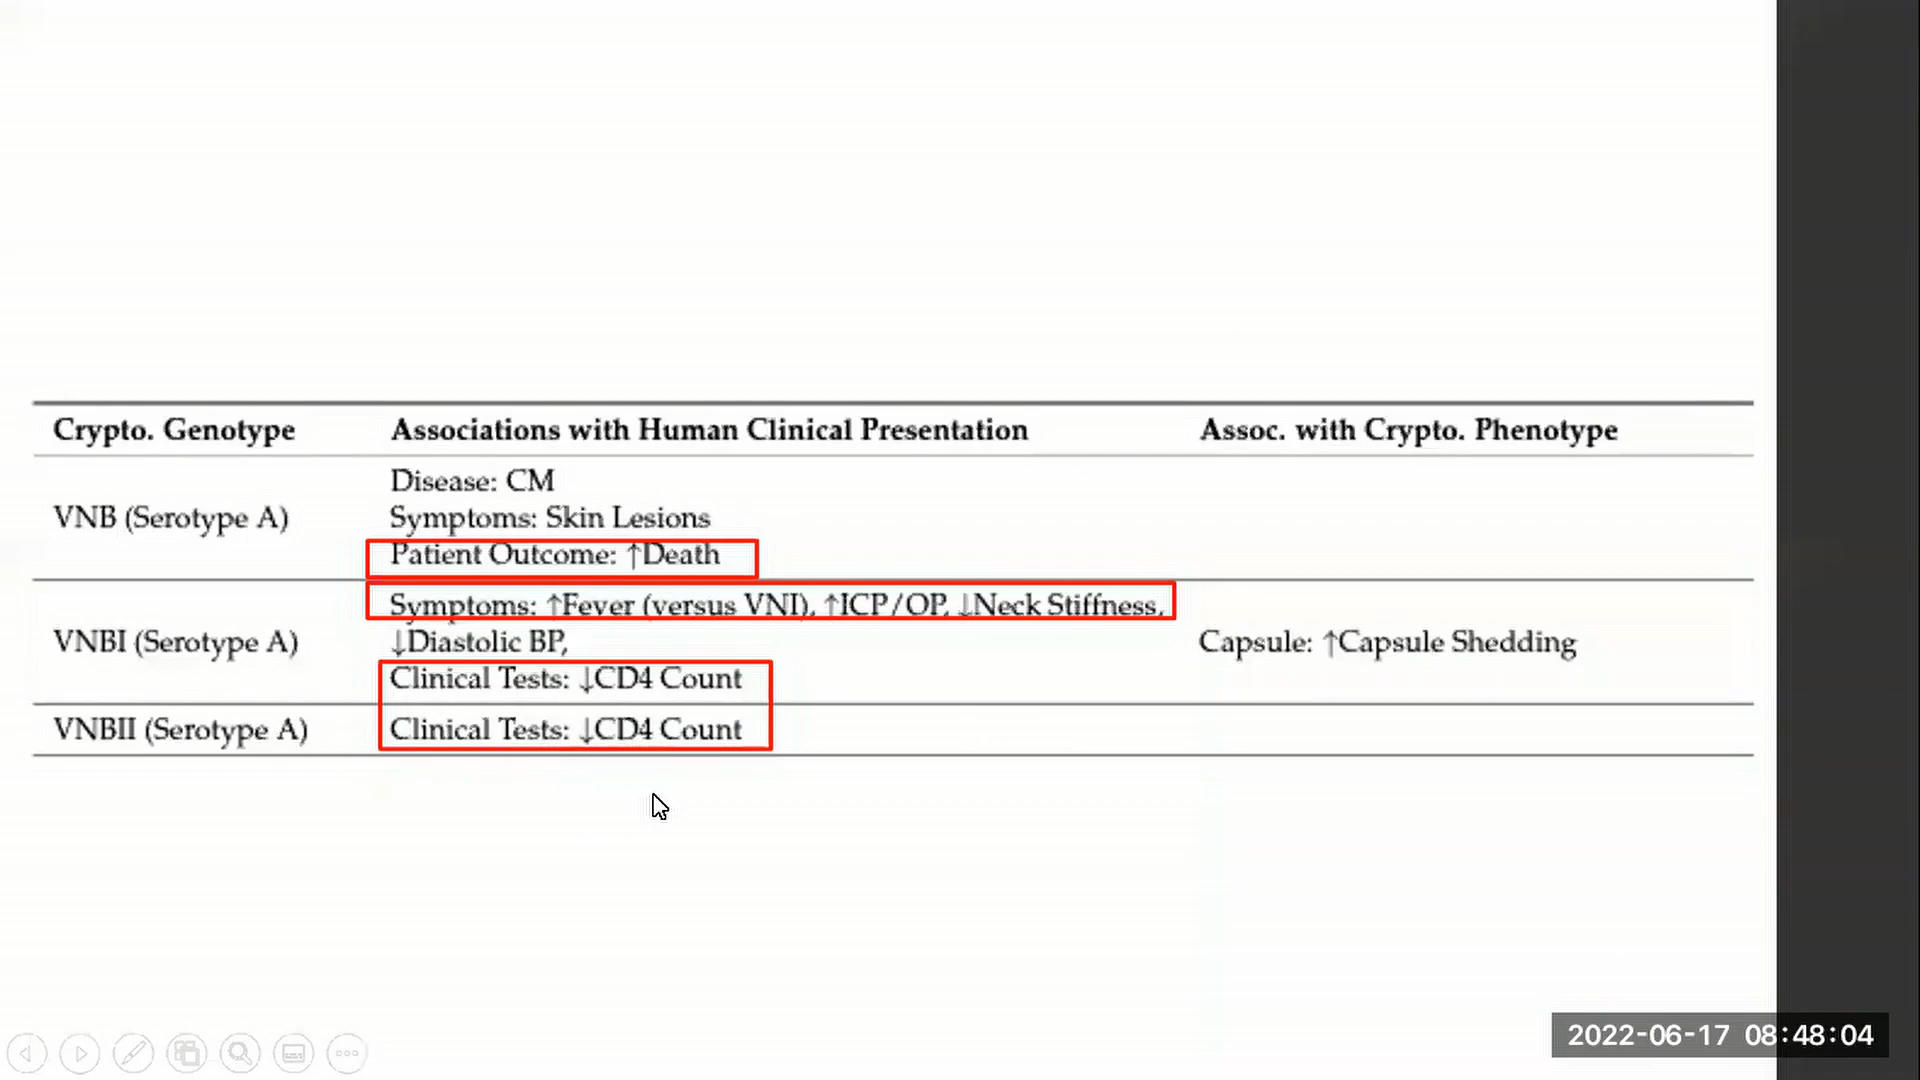 Crypto. Genotype Associations with Human Clinical Presentation Assoc. with Crypto. Phenotype
VNB (Serotype A)
Disease: CM
Symptoms: Skin Lesions
Patient Outcome: ↑Death
VNBI (Serotype A)
Symptoms: ↑Fever (versus VNI), ↑ICP/OP, ↓Neck Stiffness,
↓Diastolic BP,
Clinical Tests: ↓CD4 Count
Capsule: ↑Capsule Shedding
VNBII (Serotype A) Clinical Tests: ↓CD4 Count
2022-06-17 08:48:04